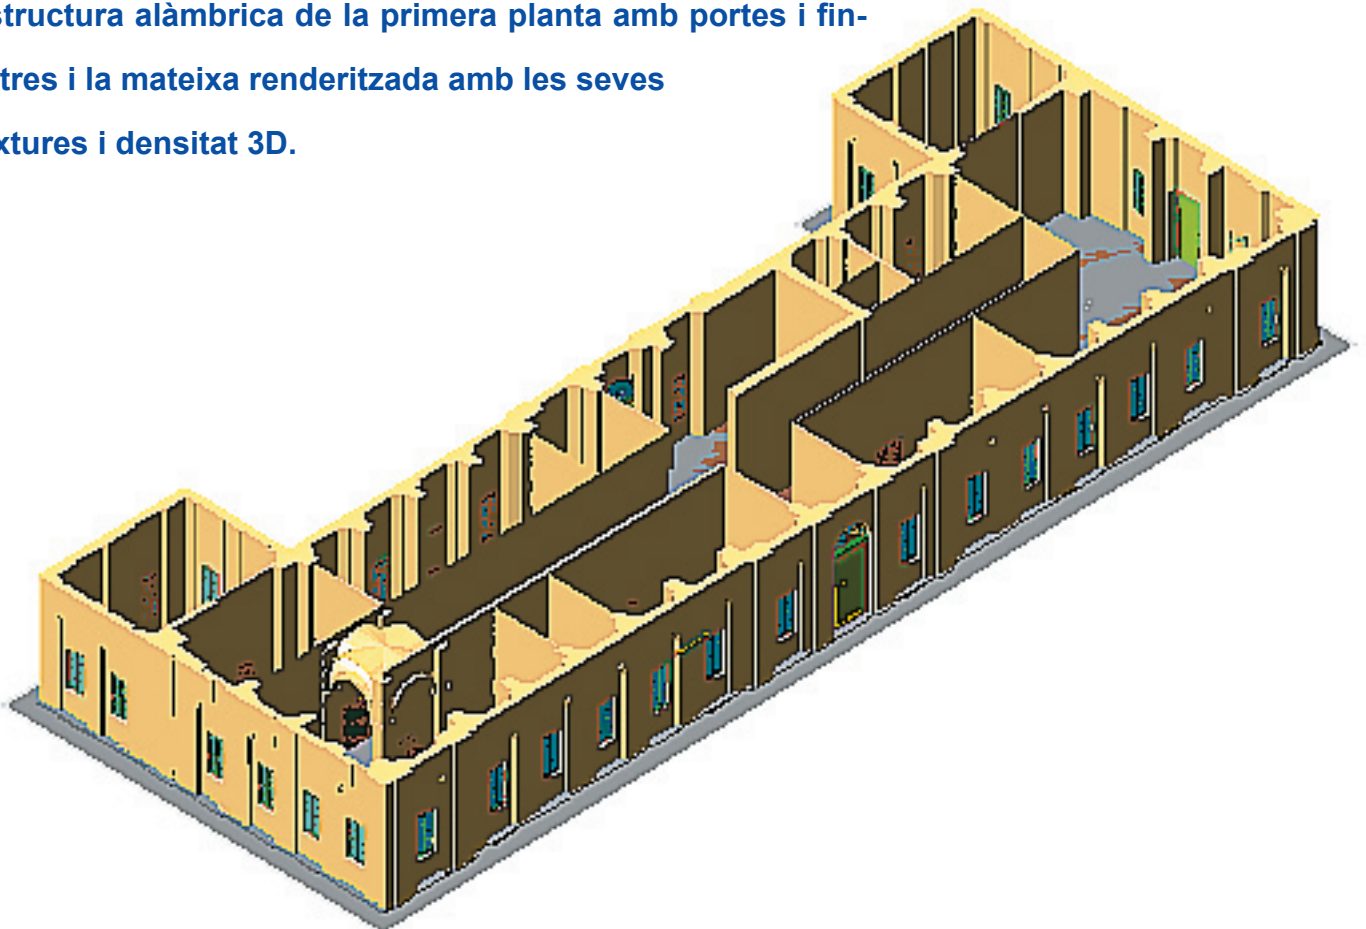 structura alàmbrica de la primera planta amb portes i fin-
tres i la mateixa renderitzada amb les seves
xtures i densitat 3D.